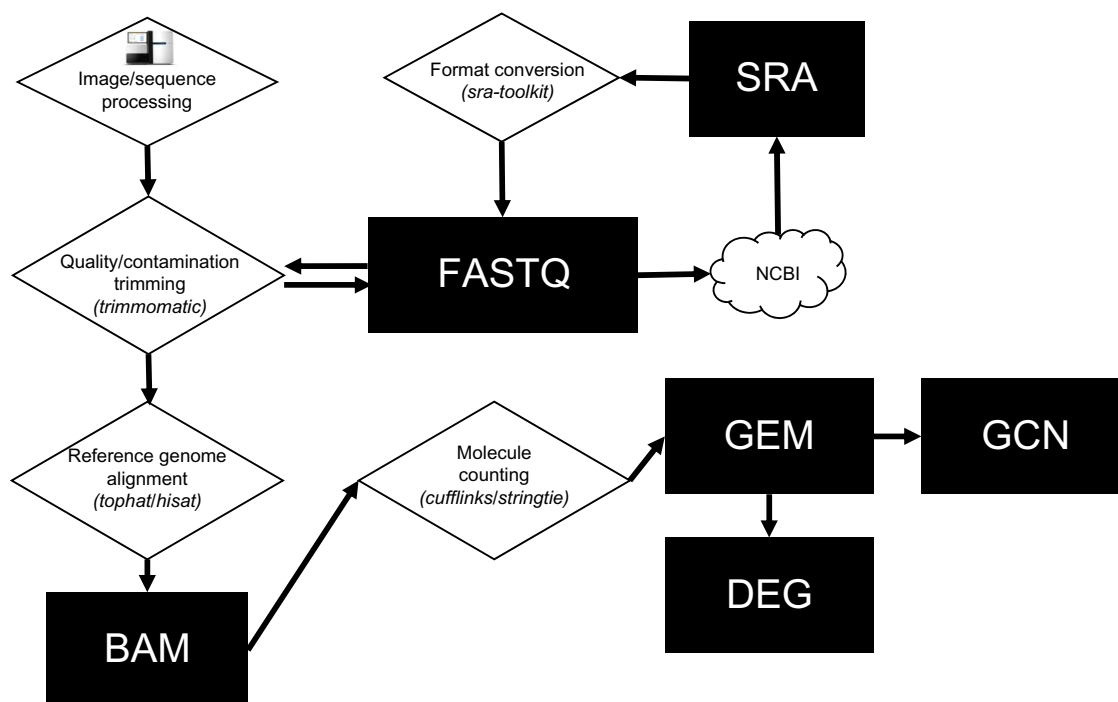 Image/sequence
processing
Format conversion
(sra-toolkit)
SRA
Quality/contamination
trimming
(trimmomatic)
FASTQ
NCBI
Reference genome
alignment
(tophat/hisat)
Molecule
counting
(cufflinks/stringtie)
GEM
GCN
DEG
BAM